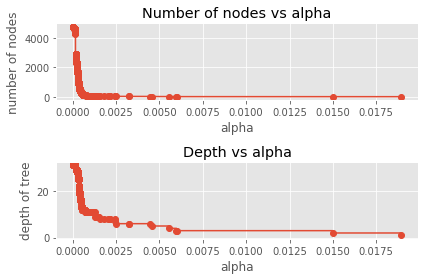 Number of nodes vs alpha
number of nodes
4000
2000
0
0.0000 0.0025 0.0050 0.0075 0.0100 0.0125 0.0150 0.0175
alpha
Depth vs alpha
depth of tree
20
0
0.0000 0.0025 0.0050 0.0075 0.0100 0.0125 0.0150 0.0175
alpha